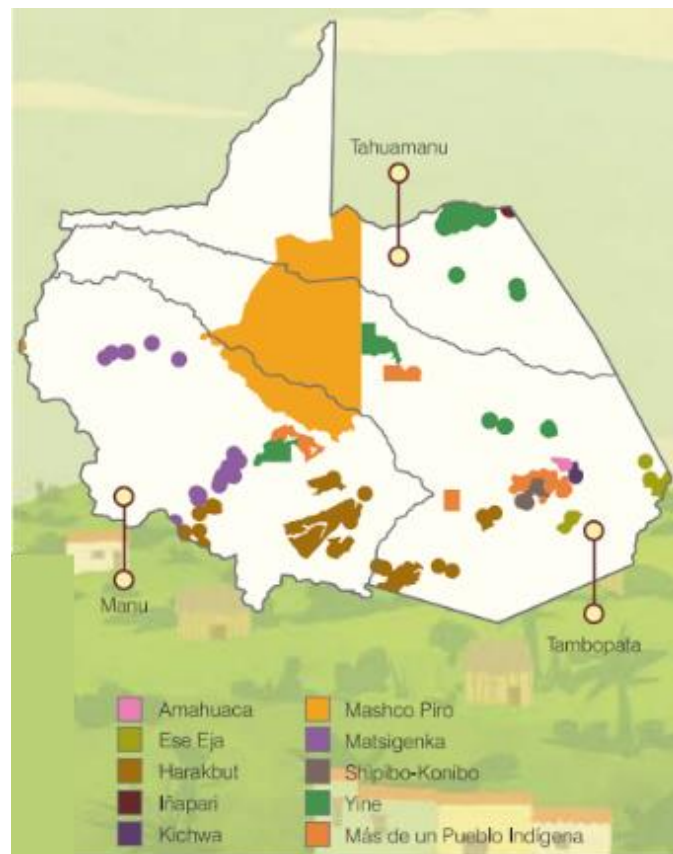 Tahuamanu
Manu
Tambopata
Amahuaca
Ese Eja
Harakbut
Iñapari
Kichwa
Mashco Piro
Matsigenka
Shipibo-Konibo
Yine
Más de un Pueblo Indígena